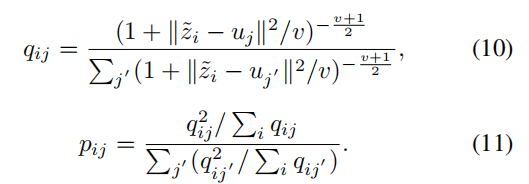 q_{ij} = \frac{(1 + \|\tilde{z}_i - u_j\|^2/v)^{-\frac{v+1}{2}}}{\sum_{j'}(1 + \|\tilde{z}_i - u_{j'}\|^2/v)^{-\frac{v+1}{2}}}, (10)
p_{ij} = \frac{q_{ij}^2/\sum_i q_{ij}}{\sum_{j'}(q_{ij'}^2/\sum_i q_{ij'})}. (11)